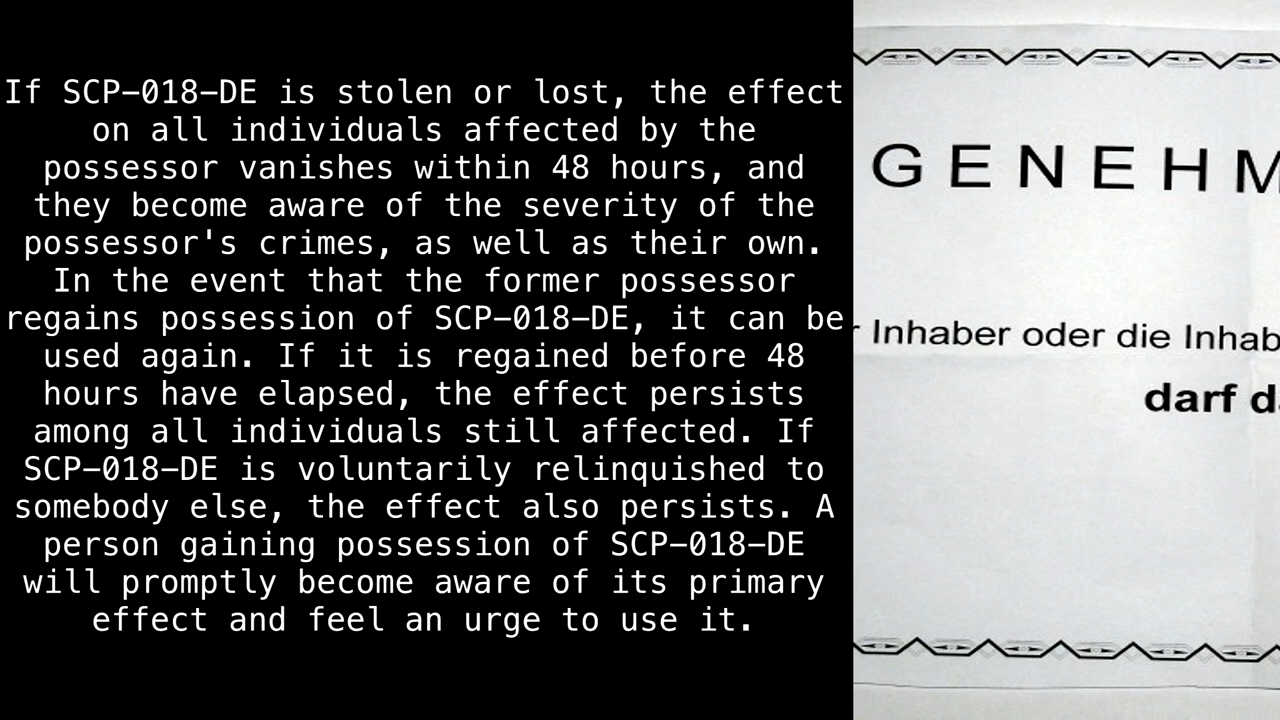 If SCP-018-DE is stolen or lost, the effect
on all individuals affected by the
possessor vanishes within 48 hours, and
they become aware of the severity of the
possessor's crimes, as well as their own.
In the event that the former possessor
regains possession of SCP-018-DE, it can be
used again. If it is regained before 48
hours have elapsed, the effect persists
among all individuals still affected. If
SCP-018-DE is voluntarily relinquished to
somebody else, the effect also persists. A
person gaining possession of SCP-018-DE
will promptly become aware of its primary
effect and feel an urge to use it.
GENEHM
r Inhaber oder die Inhab
darf da